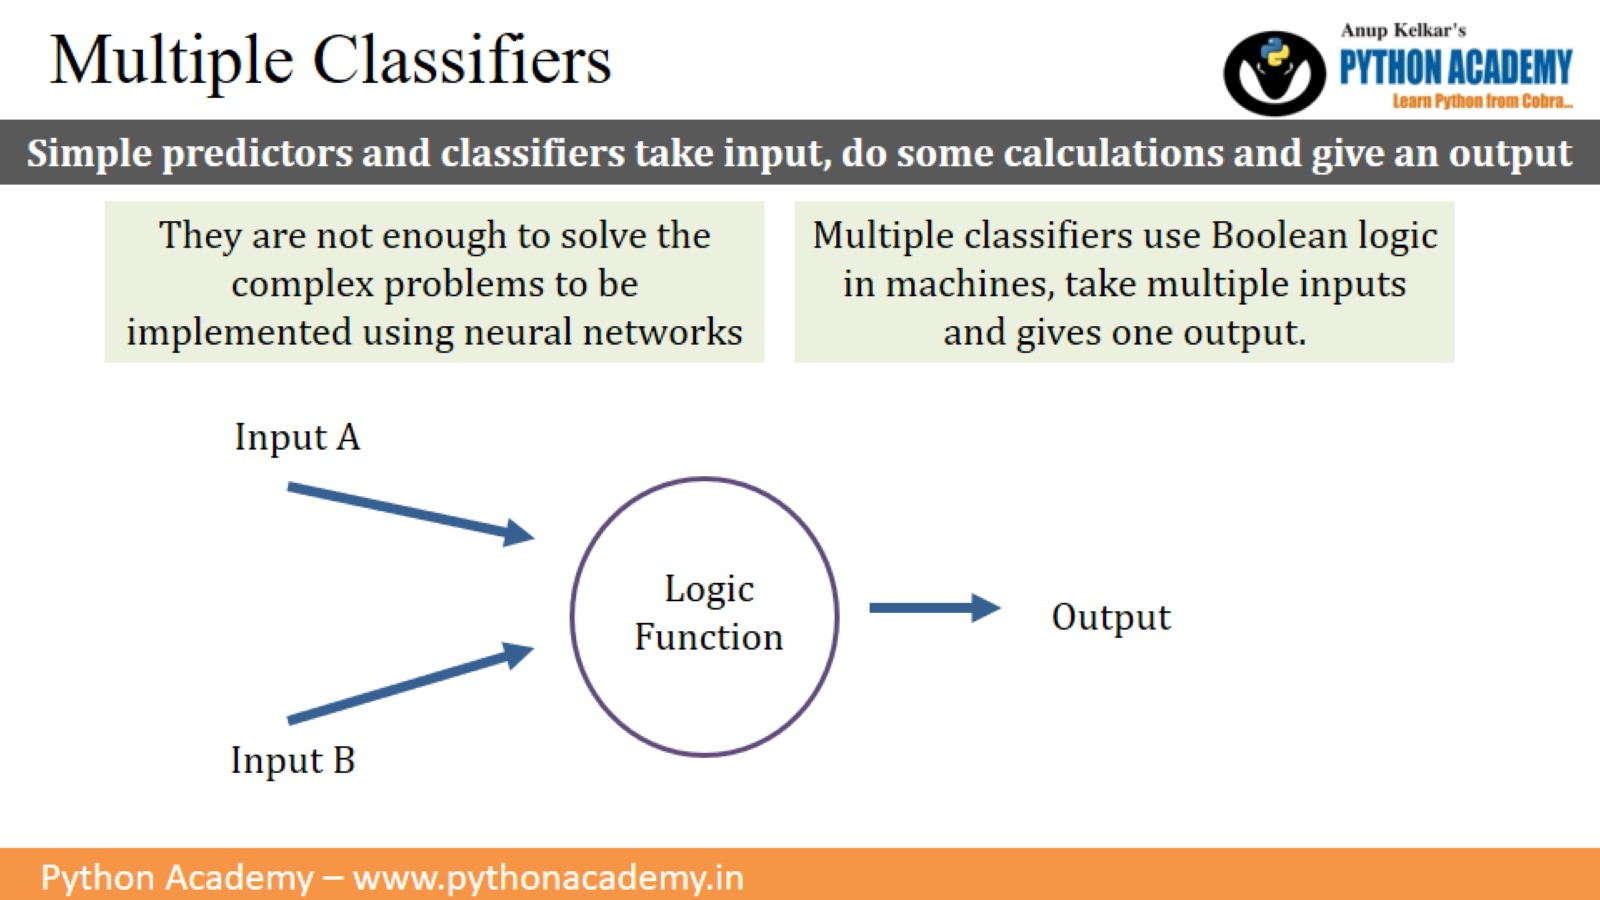 Multiple Classifiers
Anup Kelkar's
PYTHON ACADEMY
Learn Python from Cobra...
Simple predictors and classifiers take input, do some calculations and give an output
They are not enough to solve the
complex problems to be
implemented using neural networks
Multiple classifiers use Boolean logic
in machines, take multiple inputs
and gives one output.
Input A
Logic
Function
Output
Input B
Python Academy – www.pythonacademy.in